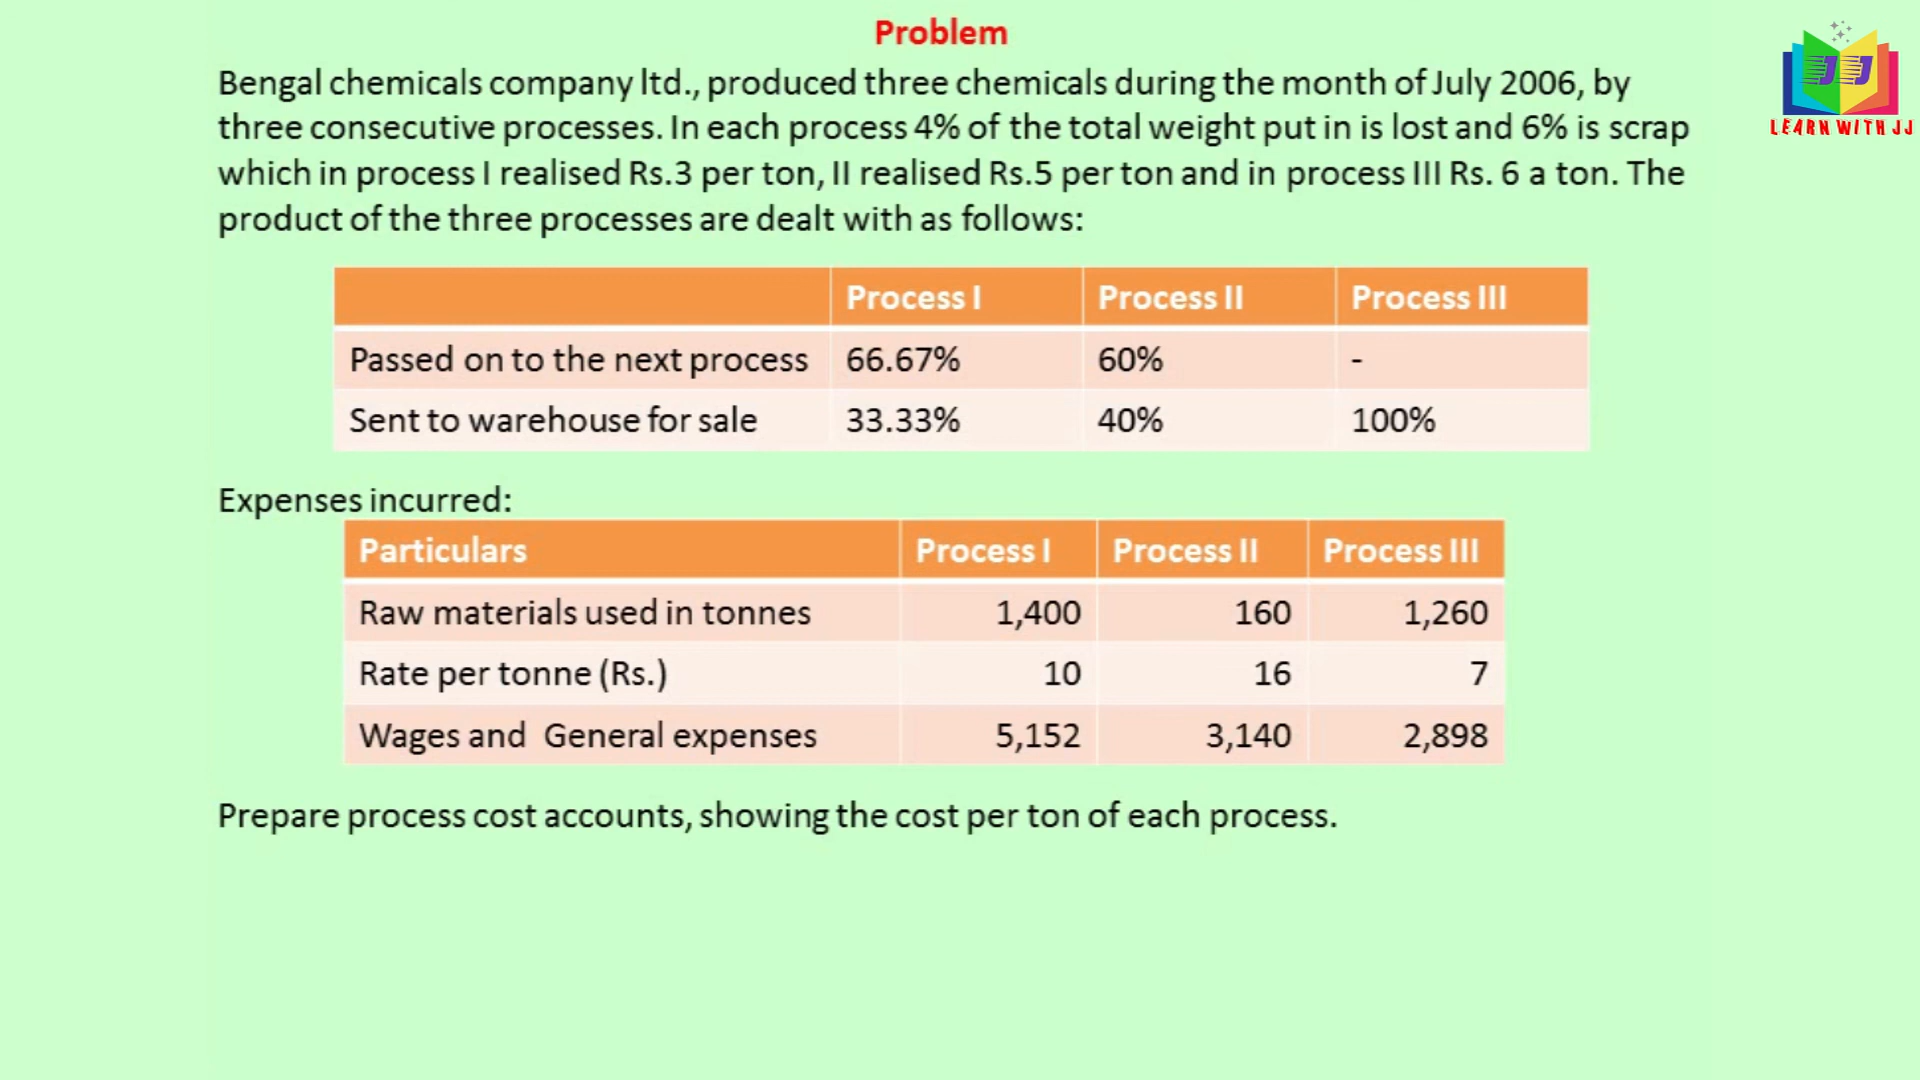 Problem
Bengal chemicals company ltd., produced three chemicals during the month of July 2006, by
three consecutive processes. In each process 4% of the total weight put in is lost and 6% is scrap
which in process I realised Rs.3 per ton, II realised Rs.5 per ton and in process III Rs. 6 a ton. The
product of the three processes are dealt with as follows:
Process I Process II Process III
Passed on to the next process 66.67% 60% -
Sent to warehouse for sale 33.33% 40% 100%
Expenses incurred:
Particulars Process I Process II Process III
Raw materials used in tonnes 1,400 160 1,260
Rate per tonne (Rs.) 10 16 7
Wages and General expenses 5,152 3,140 2,898
Prepare process cost accounts, showing the cost per ton of each process.
JJ
LEARN WITH JJ